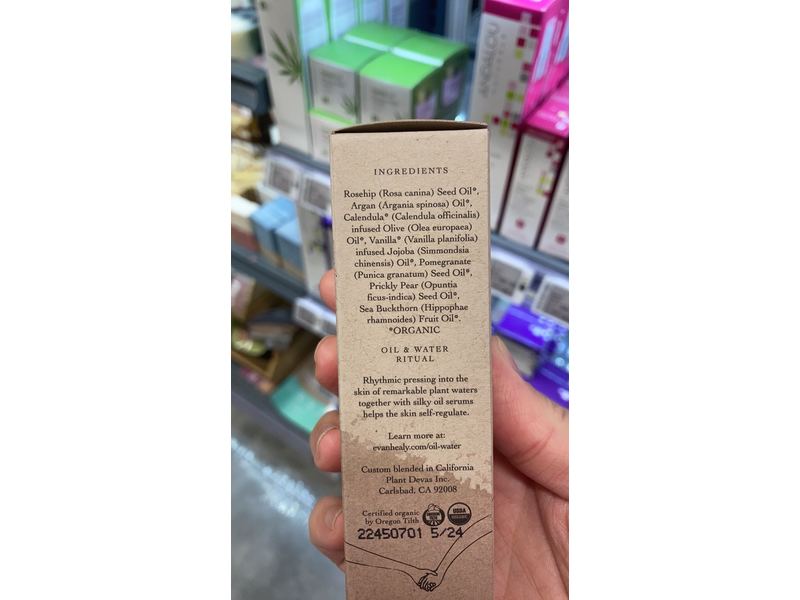 ANDALOU
INGREDIENTS
Rosehip (Rosa canina) Seed Oil*,
Argan (Argania spinosa) Oil*,
Calendula* (Calendula officinalis)
infused Olive (Olea europaea)
Oil*, Vanilla* (Vanilla planifolia)
infused Jojoba (Simmondsia
chinensis) Oil*, Pomegranate
(Punica granatum) Seed Oil*,
Prickly Pear (Opuntia
ficus-indica) Seed Oil*,
Sea Buckthorn (Hippophae
rhamnoides) Fruit Oil*.
*ORGANIC
OIL & WATER
RITUAL
Rhythmic pressing into the
skin of remarkable plant waters
together with silky oil serums
helps the skin self-regulate.
Learn more at:
evanhealy.com/oil-water
Custom blended in California
Plant Devas Inc.
Carlsbad, CA 92008
Certified organic
by Oregon Tilth
USDA
ORGANIC
22450701 5/24